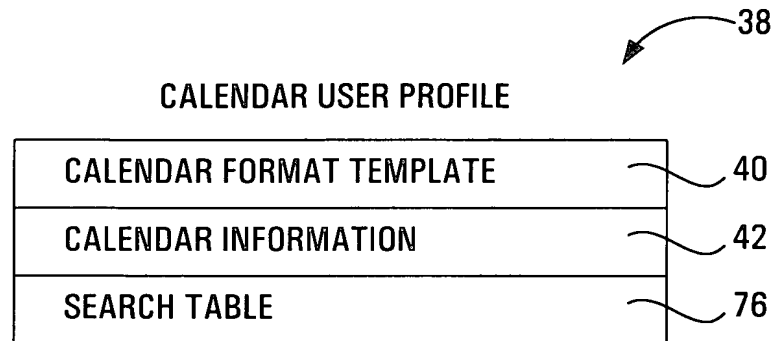 38
CALENDAR USER PROFILE
CALENDAR FORMAT TEMPLATE 40
CALENDAR INFORMATION 42
SEARCH TABLE 76